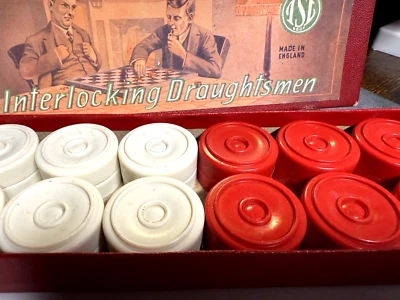 MADE IN
ENGLAND
Interlocking Draughtsmen